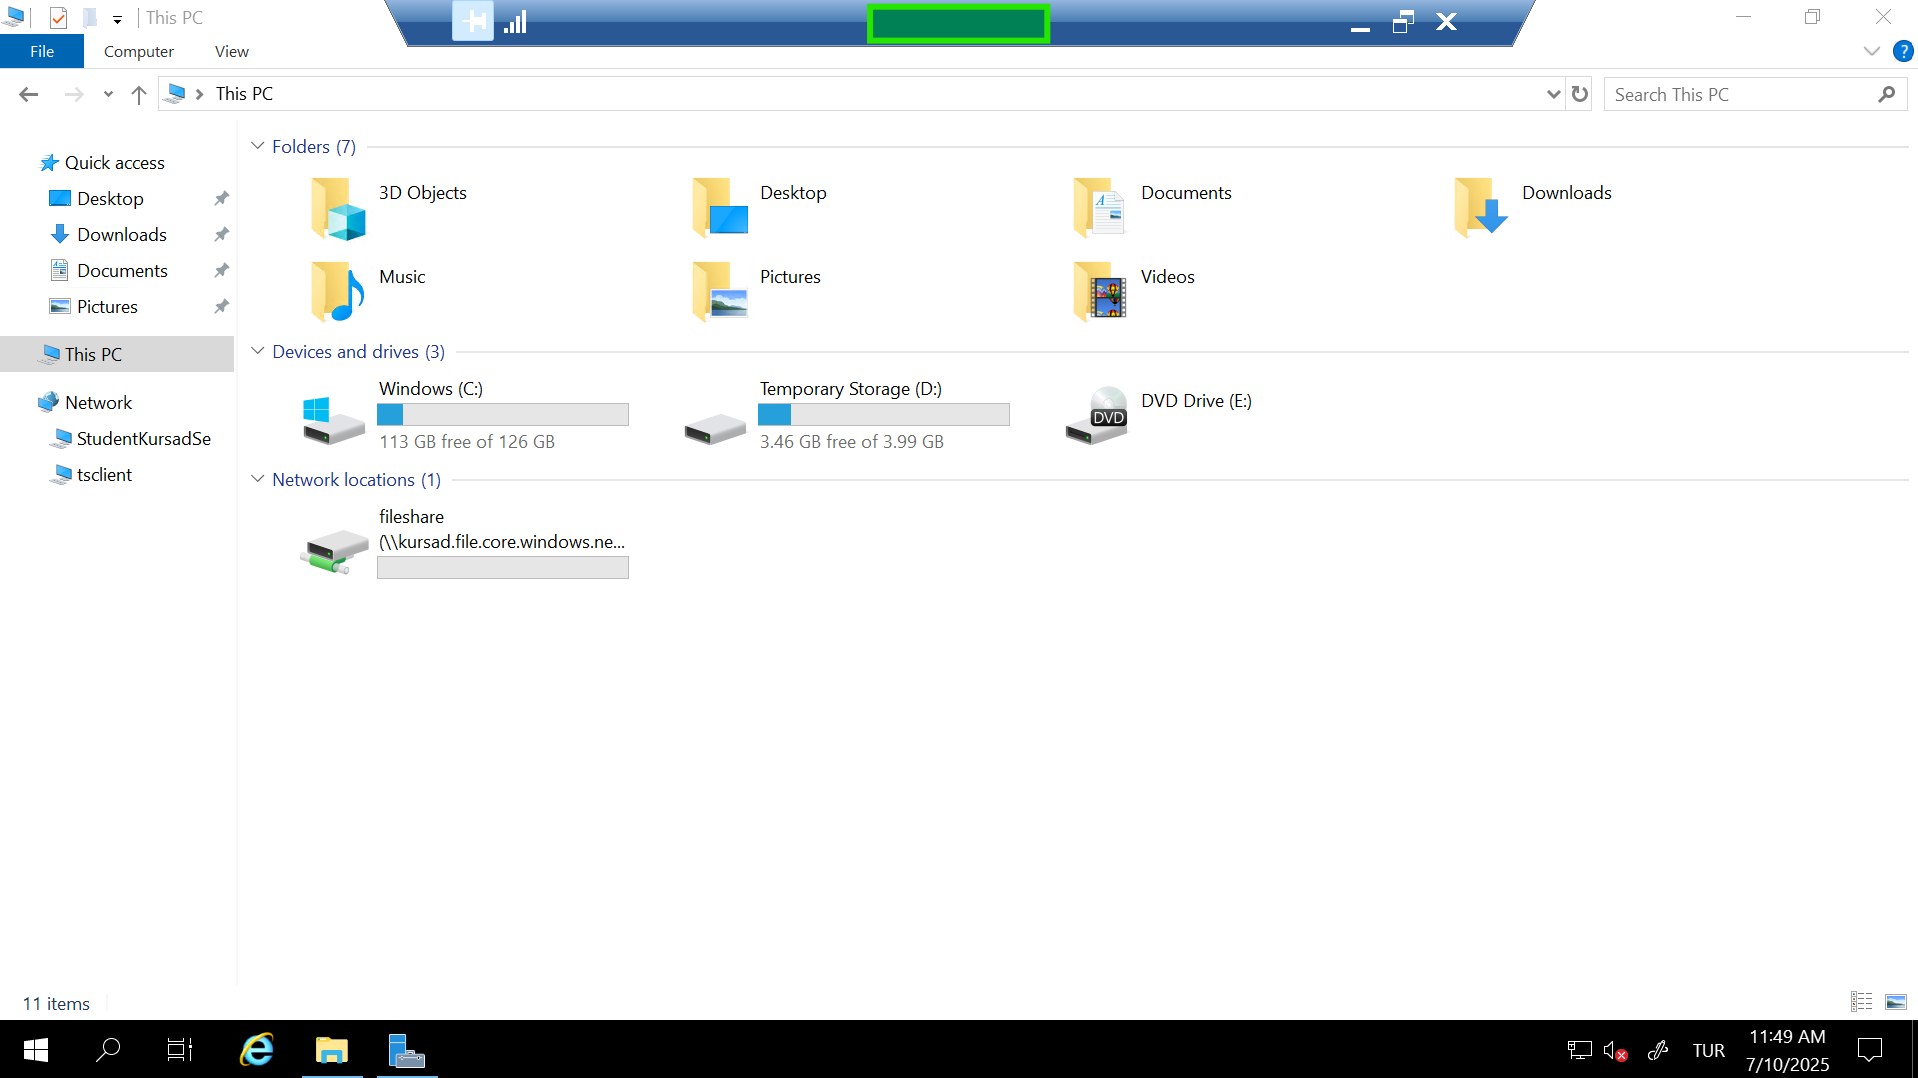 This PC
File
Computer
View
?
This PC
Search This PC
Quick access
Desktop
Downloads
Documents
Pictures
This PC
Network
StudentKursadSe
tsclient
Folders (7)
3D Objects
Desktop
Documents
Downloads
Music
Pictures
Videos
Devices and drives (3)
Windows (C:)
113 GB free of 126 GB
Temporary Storage (D:)
3.46 GB free of 3.99 GB
DVD
DVD Drive (E:)
Network locations (1)
fileshare
(\\kursad.file.core.windows.ne...
11 items
TUR
11:49 AM
7/10/2025